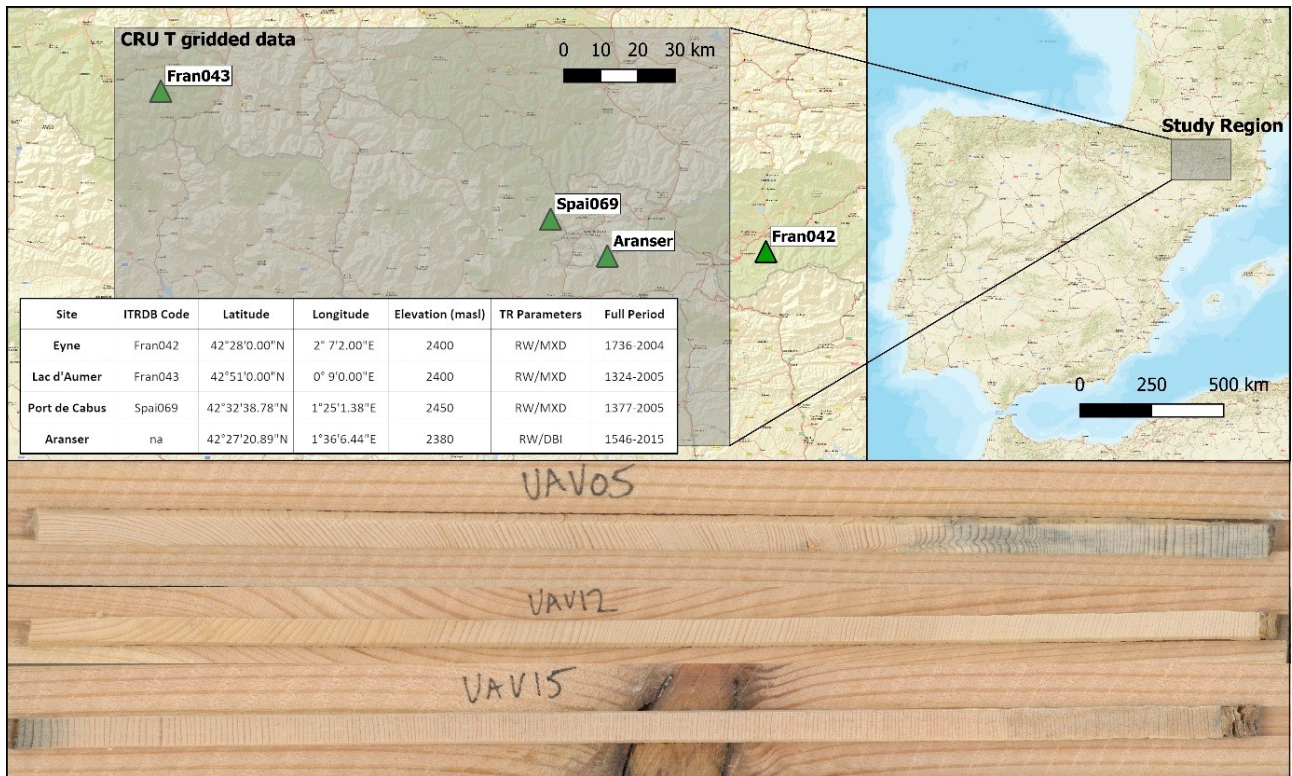 CRU T gridded data
0 10 20 30 km
Fran043
Study Region
Spai069
Aranser
Fran042
Site ITRDB Code Latitude Longitude Elevation (masl) TR Parameters Full Period
Eyne Fran042 42°28'0.00"N 2° 7'2.00"E 2400 RW/MXD 1736-2004
Lac d'Aumer Fran043 42°51'0.00"N 0° 9'0.00"E 2400 RW/MXD 1324-2005
Port de Cabus Spai069 42°32'38.78"N 1°25'1.38"E 2450 RW/MXD 1377-2005
Aranser na 42°27'20.89"N 1°36'6.44"E 2380 RW/DBI 1546-2015
0 250 500 km
UAV05
UAV12
UAV15